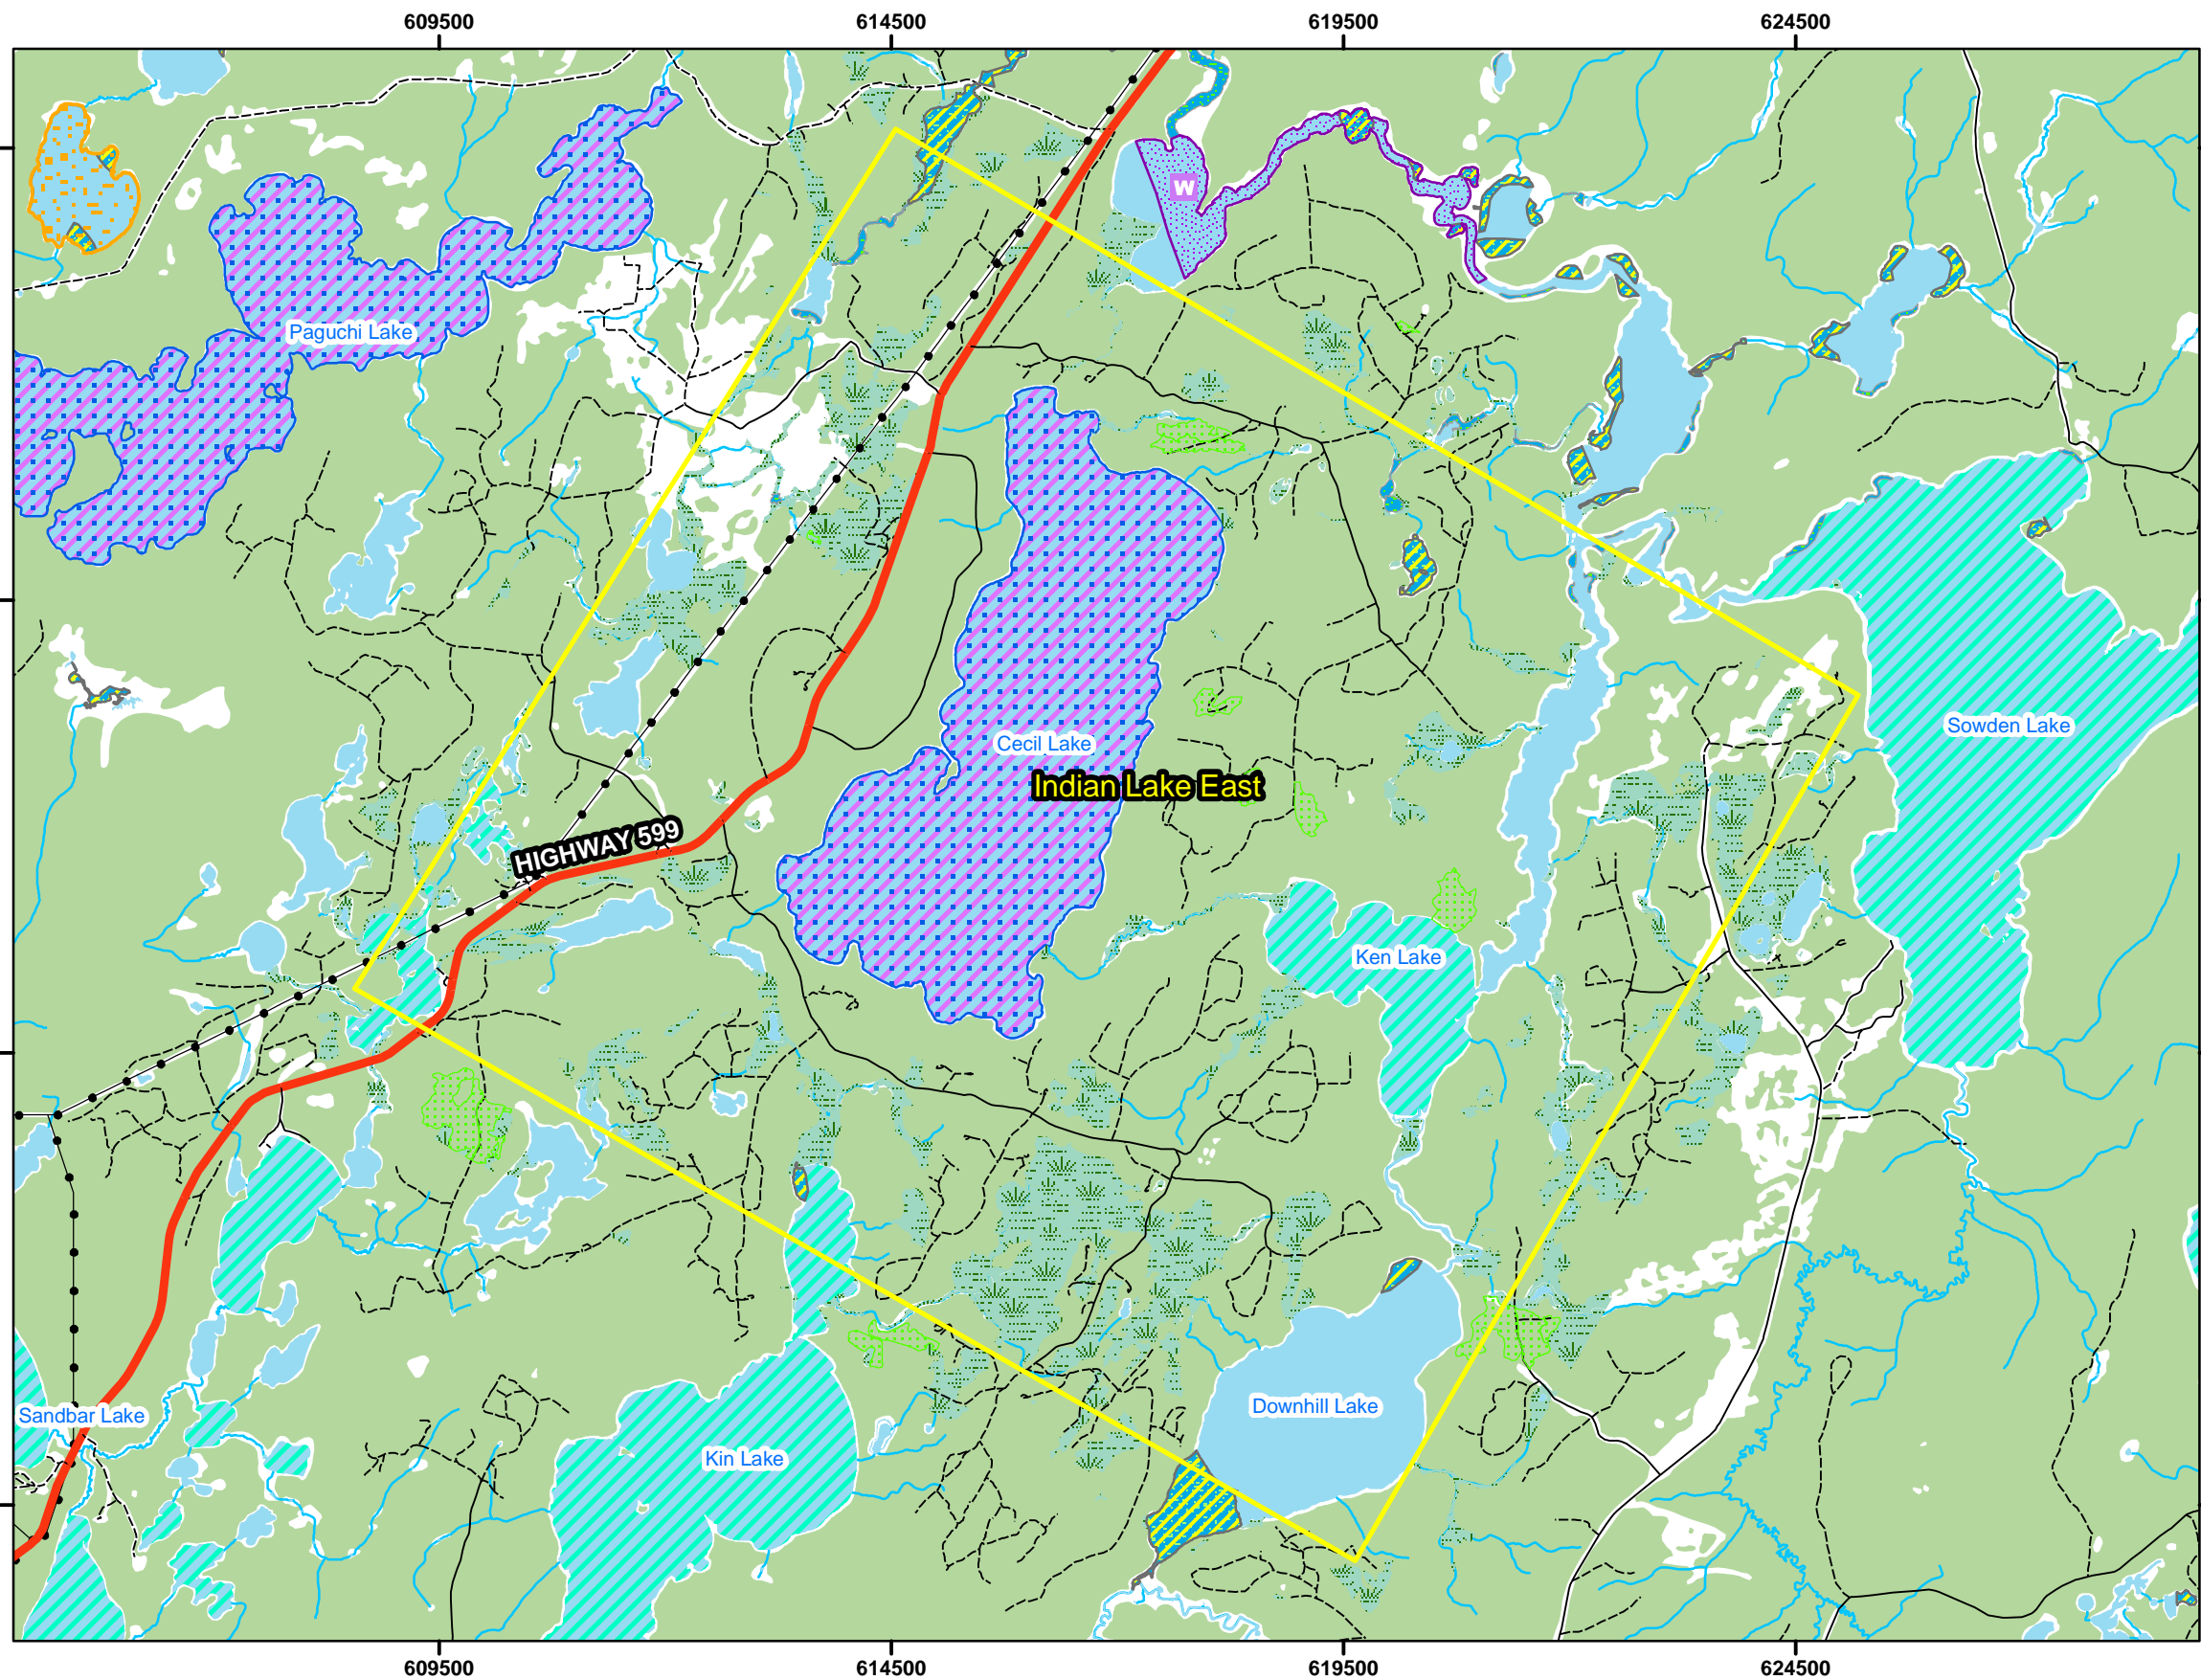 609500
614500
619500
624500
W
Paguchi Lake
Sowden Lake
Cecil Lake
Indian Lake East
HIGHWAY 599
Ken Lake
Downhill Lake
Sandbar Lake
Kin Lake
609500
614500
619500
624500